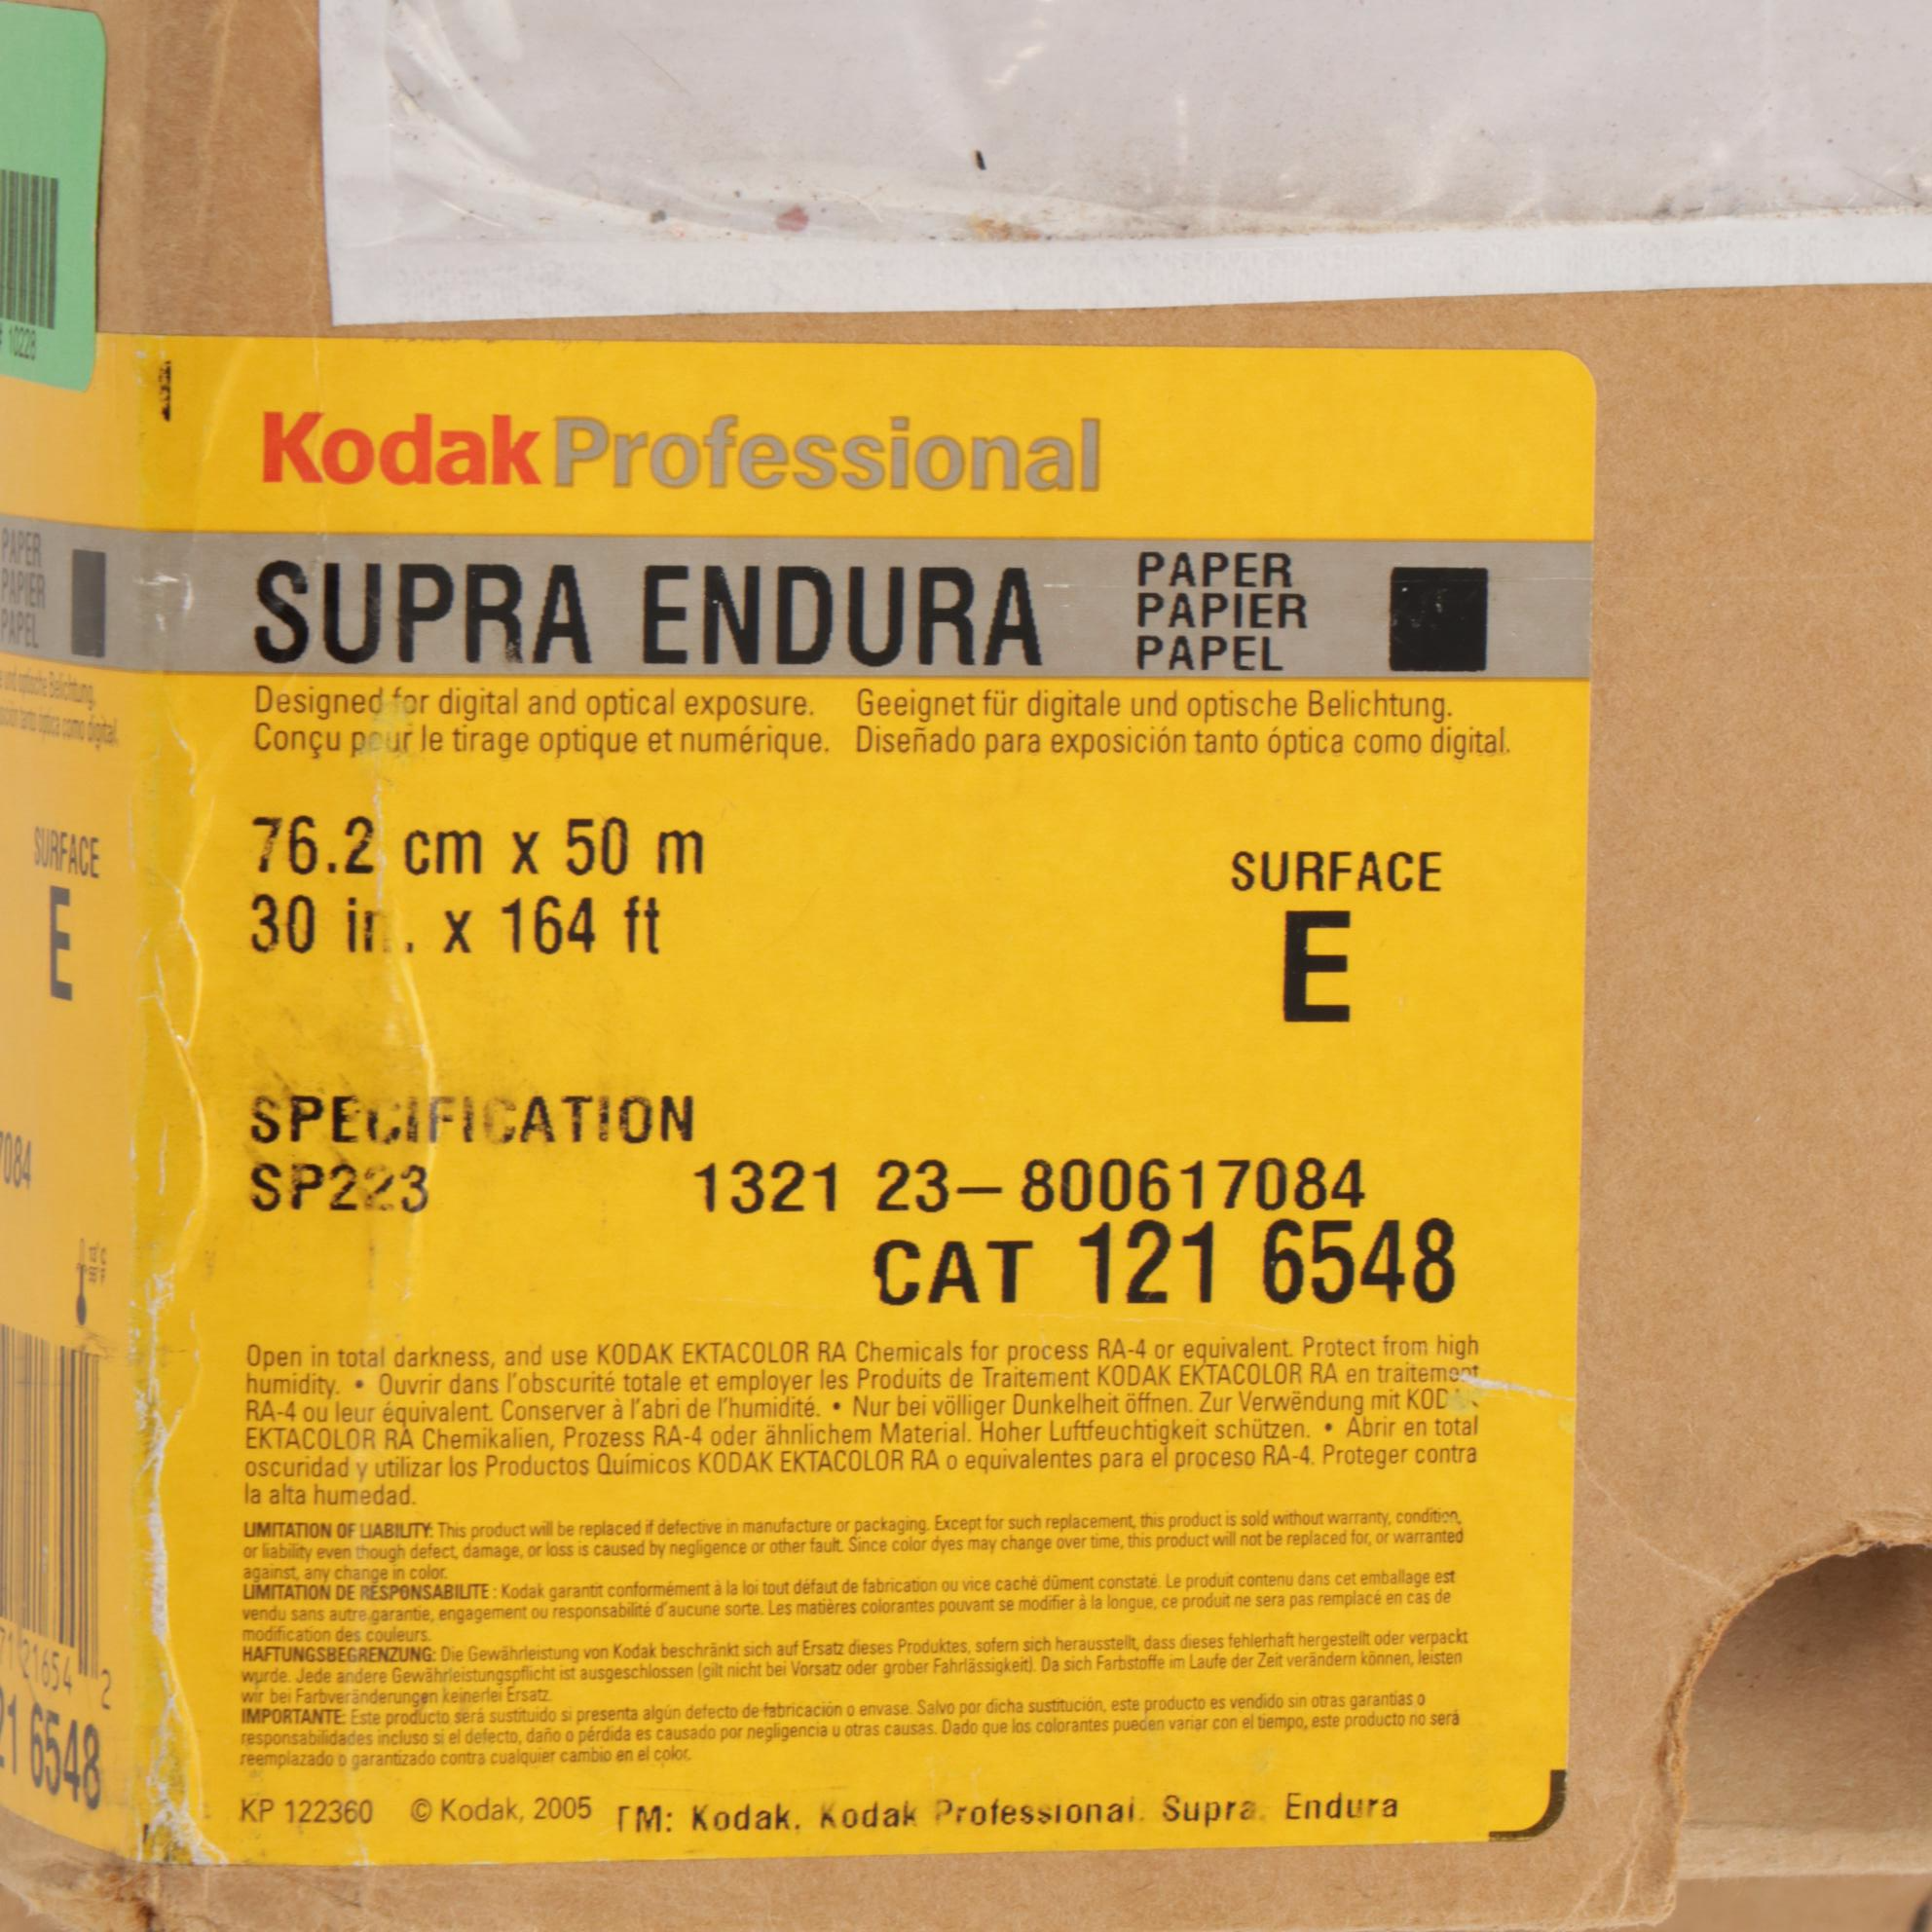 10228
PAPER
PAPIER
PAPEL
und optische Belichtung.
tanto óptica como digital.
SURFACE
E
7084
21654 2
21 6548
Kodak Professional
SUPRA ENDURA
PAPER
PAPIER
PAPEL
Designed for digital and optical exposure. Geeignet für digitale und optische Belichtung.
Conçu pour le tirage optique et numérique. Diseñado para exposición tanto óptica como digital.
76.2 cm x 50 m
30 in. x 164 ft
SURFACE
E
SPECIFICATION
SP223 1321 23–800617084
CAT 121 6548
Open in total darkness, and use KODAK EKTACOLOR RA Chemicals for process RA-4 or equivalent. Protect from high
humidity. • Ouvrir dans l'obscurité totale et employer les Produits de Traitement KODAK EKTACOLOR RA en traitement
RA-4 ou leur équivalent. Conserver à l'abri de l'humidité. • Nur bei völliger Dunkelheit öffnen. Zur Verwëndung mit KODAK
EKTACOLOR RA Chemikalien, Prozess RA-4 oder ähnlichem Material. Hoher Luftfeuchtigkeit schützen. • Abrir en total
oscuridad y utilizar los Productos Químicos KODAK EKTACOLOR RA o equivalentes para el proceso RA-4. Proteger contra
la alta humedad.
LIMITATION OF LIABILITY: This product will be replaced if defective in manufacture or packaging. Except for such replacement, this product is sold without warranty, condition,
or liability even though defect, damage, or loss is caused by negligence or other fault. Since color dyes may change over time, this product will not be replaced for, or warranted
against, any change in color.
LIMITATION DE RESPONSABILITE : Kodak garantit conformément à la loi tout défaut de fabrication ou vice caché dûment constaté. Le produit contenu dans cet emballage est
vendu sans autre garantie, engagement ou responsabilité d'aucune sorte. Les matières colorantes pouvant se modifier à la longue, ce produit ne sera pas remplacé en cas de
modification des couleurs.
HAFTUNGSBEGRENZUNG: Die Gewährleistung von Kodak beschränkt sich auf Ersatz dieses Produktes, sofern sich herausstellt, dass dieses fehlerhaft hergestellt oder verpackt
wurde. Jede andere Gewährleistungspflicht ist ausgeschlossen (gilt nicht bei Vorsatz oder grober Fahrlässigkeit). Da sich Farbstoffe im Laufe der Zeit verändern können, leisten
wir bei Farbveränderungen keinerlei Ersatz.
IMPORTANTE: Este producto será sustituido si presenta algún defecto de fabricación o envase. Salvo por dicha sustitución, este producto es vendido sin otras garantías o
responsabilidades incluso si el defecto, daño o pérdida es causado por negligencia u otras causas. Dado que los colorantes pueden variar con el tiempo, este producto no será
reemplazado o garantizado contra cualquier cambio en el color.
KP 122360 © Kodak, 2005 TM: Kodak, Kodak Professional, Supra, Endura